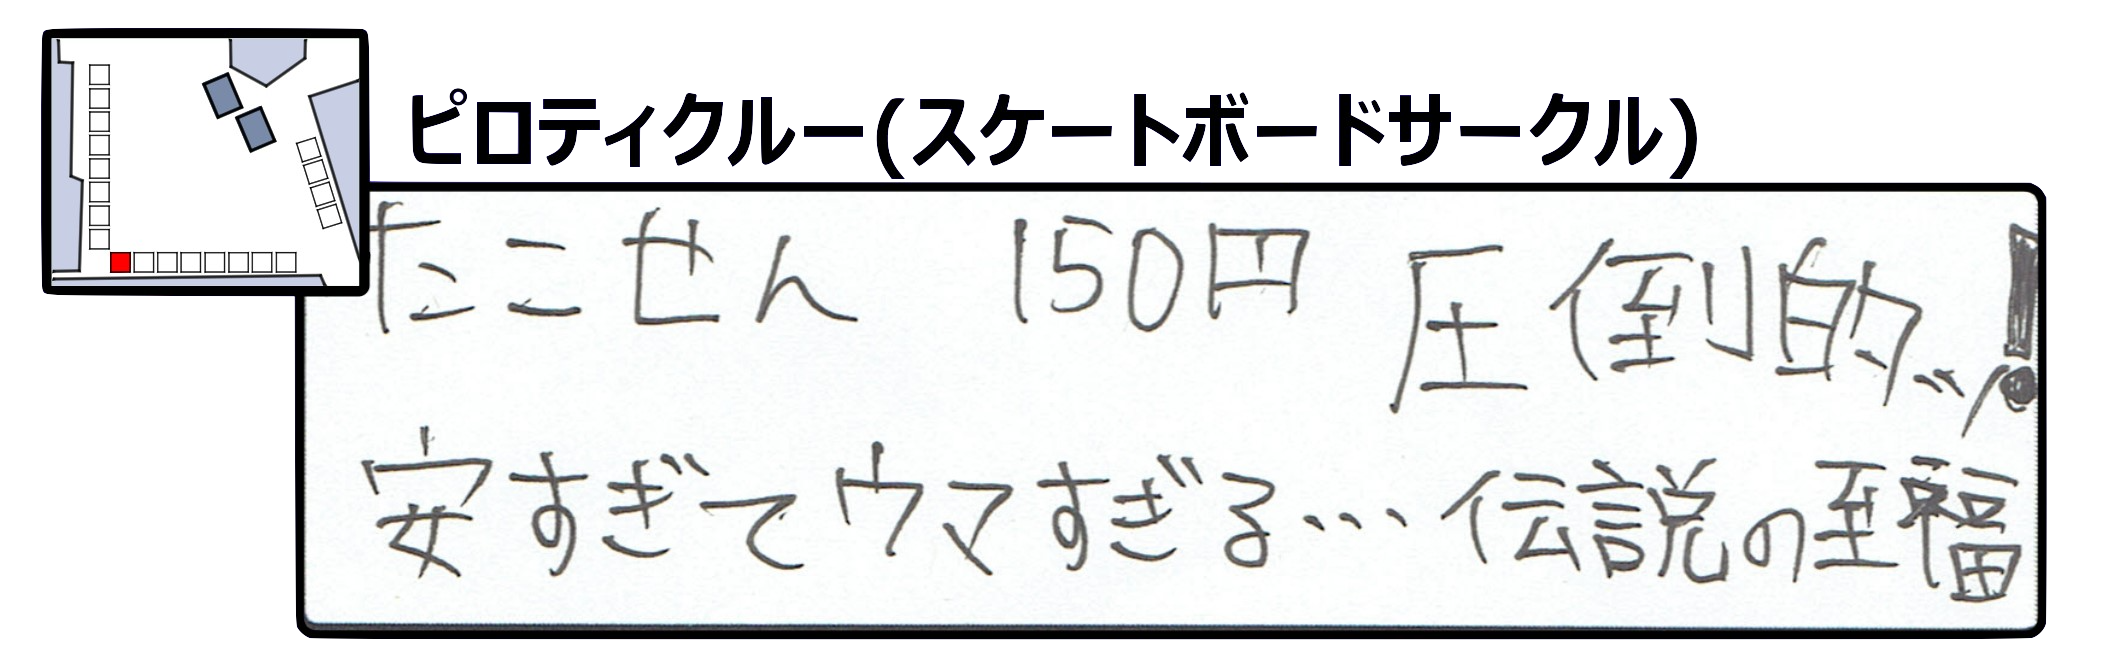 ピロティクルー(スケートボードサークル)
たこせん 150円 圧倒的ッ!
安すぎてウマすぎる…伝説の至福